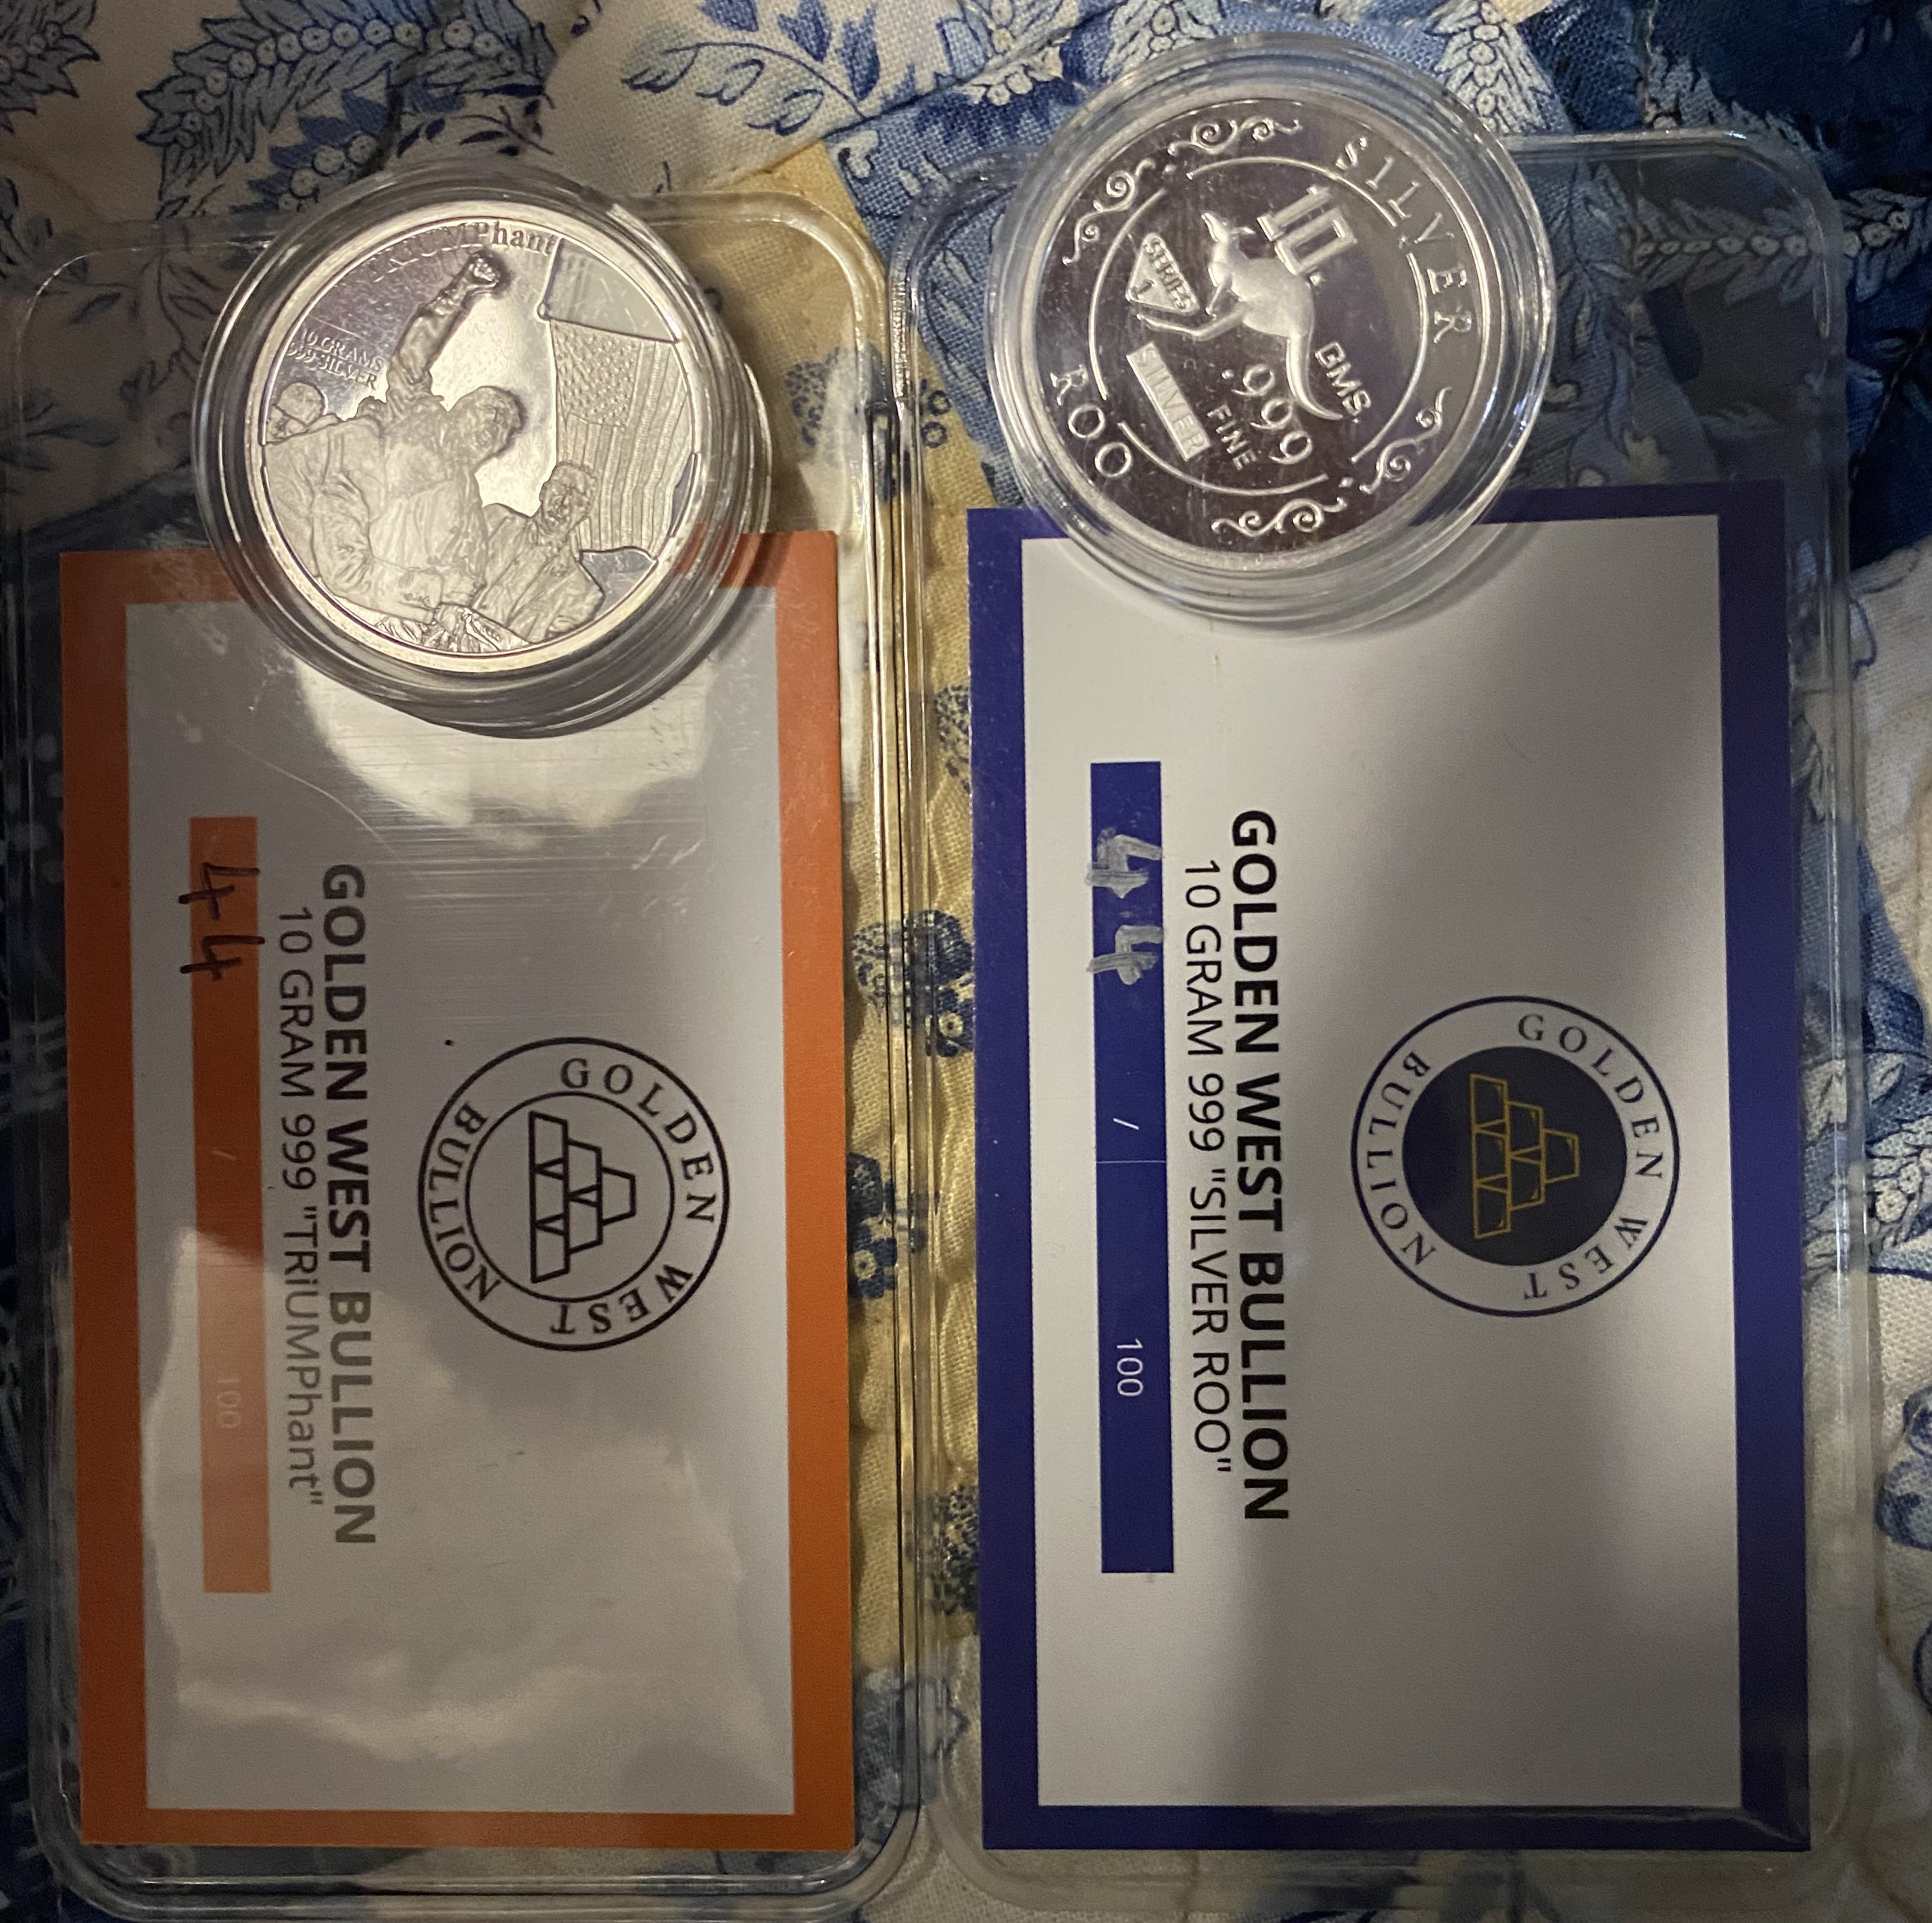 TRiUMPhant
10 GRAMS
999 SILVER
44 / 100
GOLDEN WEST BULLION
10 GRAM 999 "TRiUMPhant"
GOLDEN WEST
BULLION
SILVER
10.
GMS.
SERIES
1
.999
FINE
SILVER
ROO
44 / 100
GOLDEN WEST BULLION
10 GRAM 999 "SILVER ROO"
GOLDEN WEST
BULLION